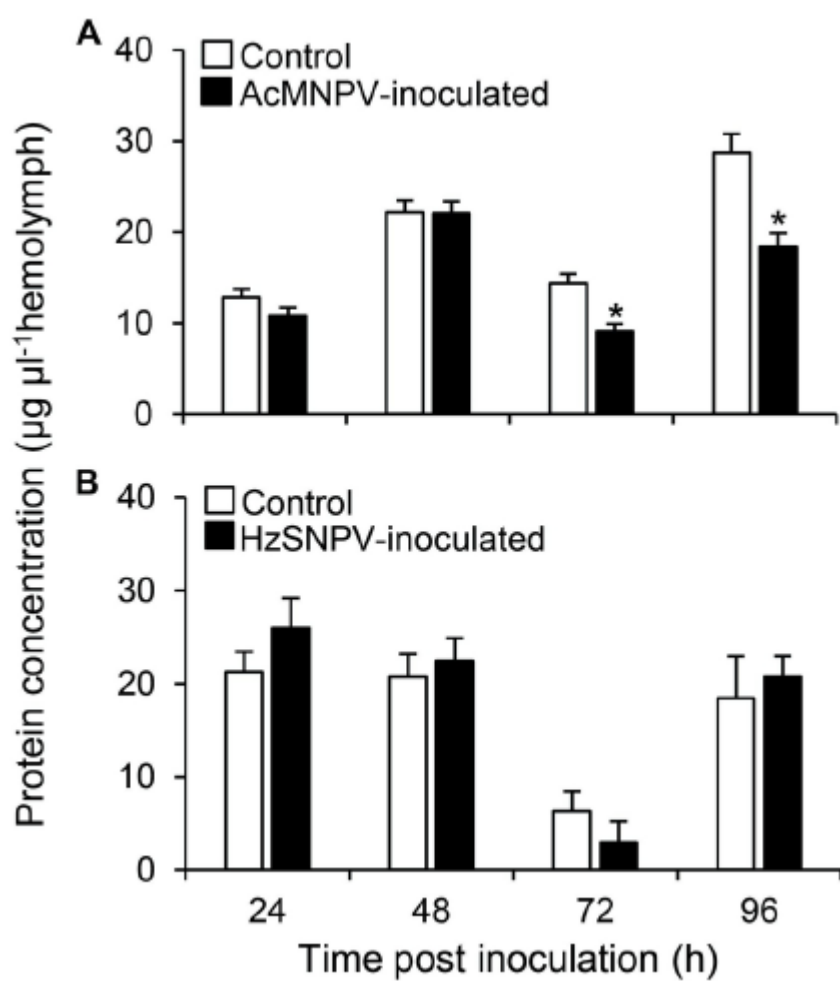 A
Control
AcMNPV-inoculated
40
30
20
10
0
*
*
Protein concentration (µg µl⁻¹hemolymph)
B
Control
HzSNPV-inoculated
40
30
20
10
0
24 48 72 96
Time post inoculation (h)